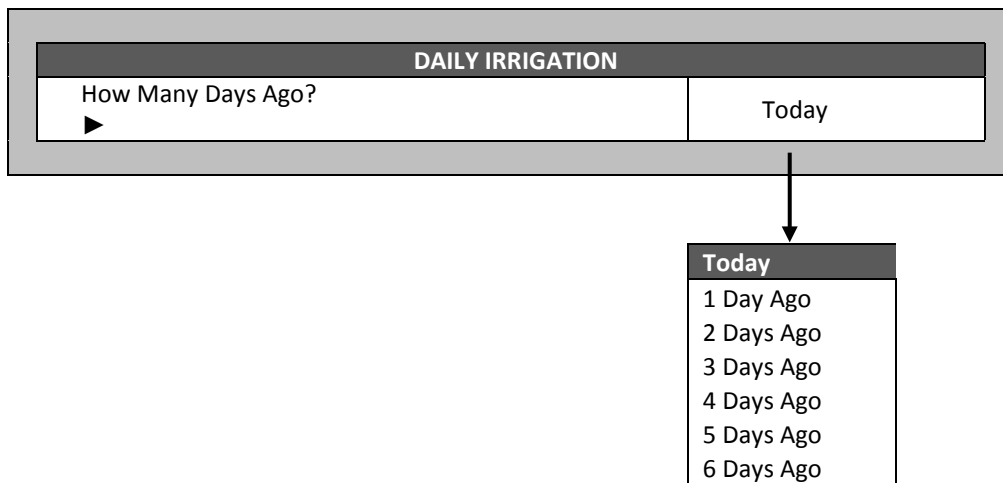 DAILY IRRIGATION
How Many Days Ago?
►
Today
Today
1 Day Ago
2 Days Ago
3 Days Ago
4 Days Ago
5 Days Ago
6 Days Ago